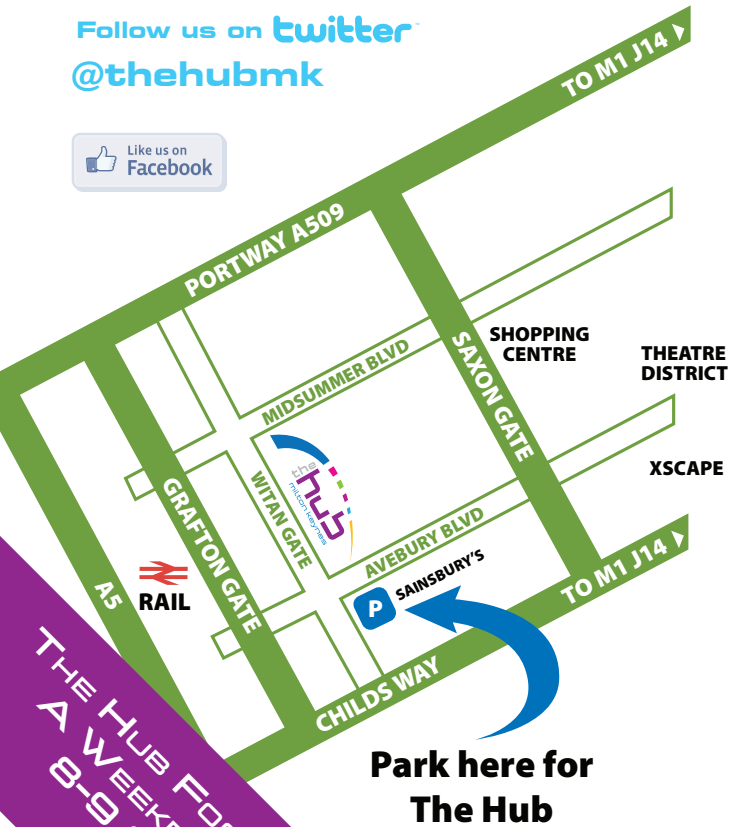 Follow us on twitter
@thehubmk
Like us on
Facebook
TO M1 J14
PORTWAY A509
SHOPPING
CENTRE
THEATRE
DISTRICT
MIDSUMMER BLVD
SAXON GATE
XSCAPE
the
hub
milton keynes
WITAN GATE
GRAFTON GATE
AVEBURY BLVD
SAINSBURY'S
P
A5
RAIL
TO M1 J14
CHILDS WAY
Park here for
The Hub
THE HUB
A
8-9